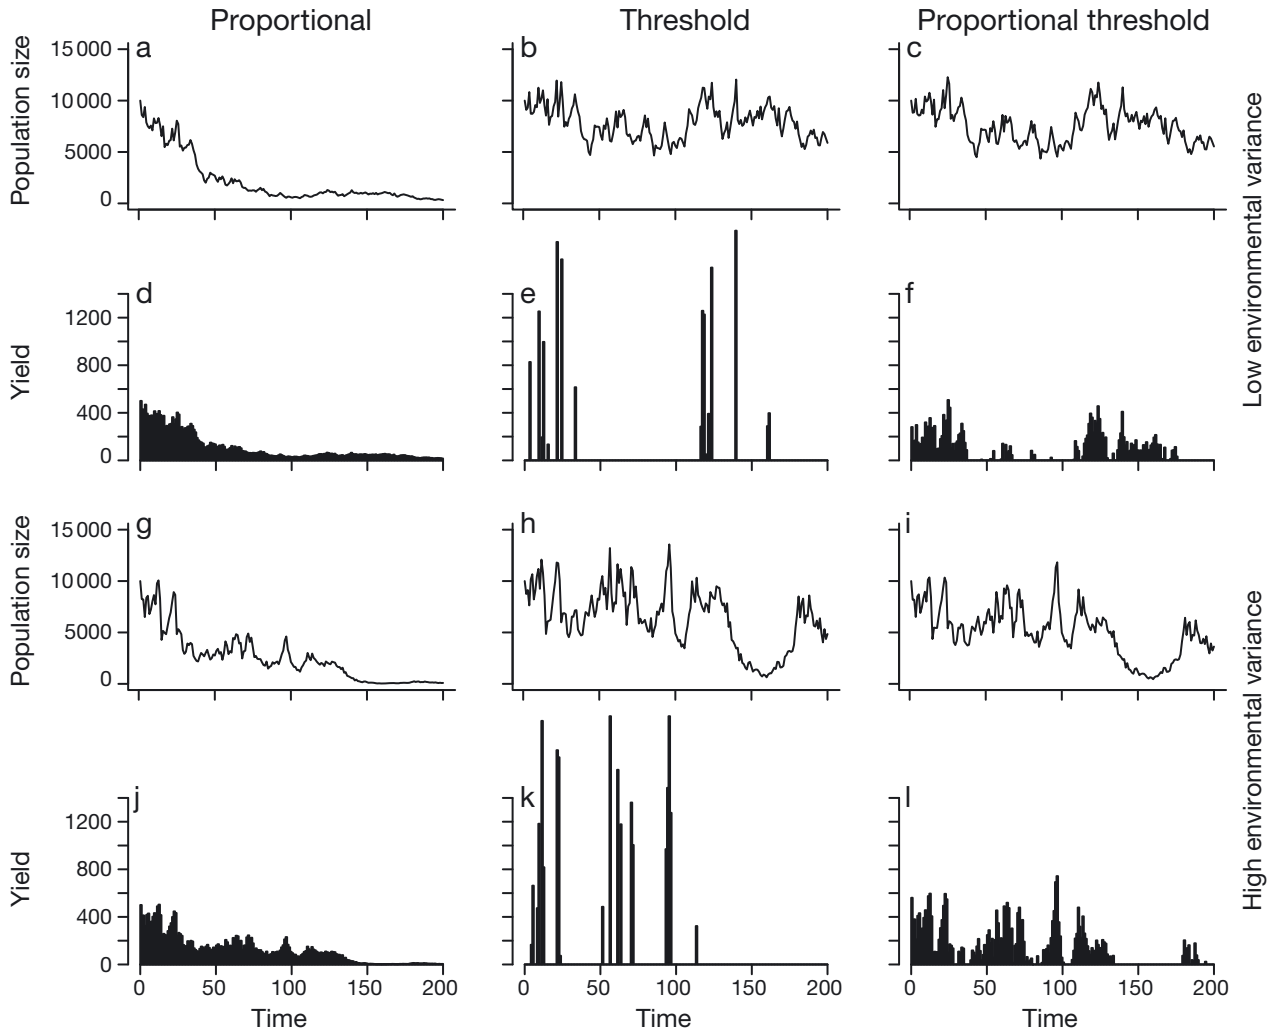 Proportional Threshold Proportional threshold
a b c
Population size
15 000
10 000
5000
0
Low environmental variance
d e f
Yield
1200
800
400
0
g h i
Population size
15 000
10 000
5000
0
High environmental variance
j k l
Yield
1200
800
400
0
0 50 100 150 200 0 50 100 150 200 0 50 100 150 200
Time Time Time